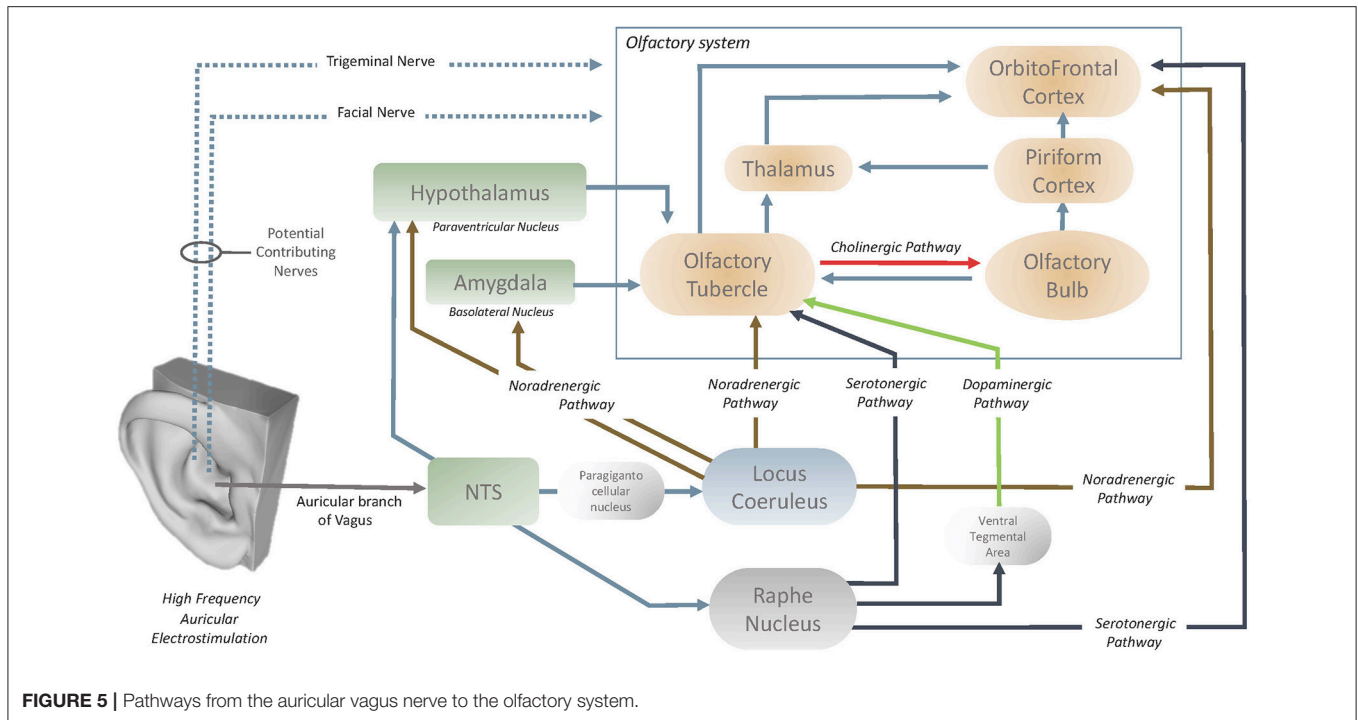 Olfactory system
Trigeminal Nerve
Facial Nerve
OrbitoFrontal
Cortex
Thalamus
Piriform
Cortex
Hypothalamus
Paraventricular Nucleus
Potential
Contributing
Nerves
Cholinergic Pathway
Olfactory
Tubercle
Olfactory
Bulb
Amygdala
Basolateral Nucleus
Noradrenergic
Pathway
Noradrenergic
Pathway
Serotonergic
Pathway
Dopaminergic
Pathway
NTS
Paragiganto
cellular
nucleus
Locus
Coeruleus
Noradrenergic
Pathway
Auricular branch
of Vagus
Ventral
Tegmental
Area
High Frequency
Auricular
Electrostimulation
Raphe
Nucleus
Serotonergic
Pathway
FIGURE 5 | Pathways from the auricular vagus nerve to the olfactory system.